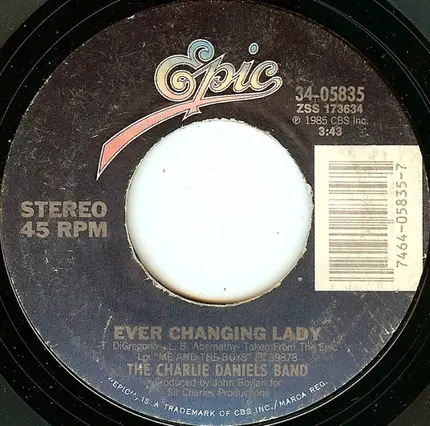 Epic
34-05835
ZSS 173634
℗ 1985 CBS Inc.
3:43
STEREO
45 RPM
7464-05835-7
EVER CHANGING LADY
-T. DiGregorio - L. S. Abernathy- Taken From The Epic
Lp: "ME AND THE BOYS" FE 39878
THE CHARLIE DANIELS BAND
Produced by John Boylan for
Sir Charles Productions
"EPIC", IS A TRADEMARK OF CBS INC./MARCA REG.